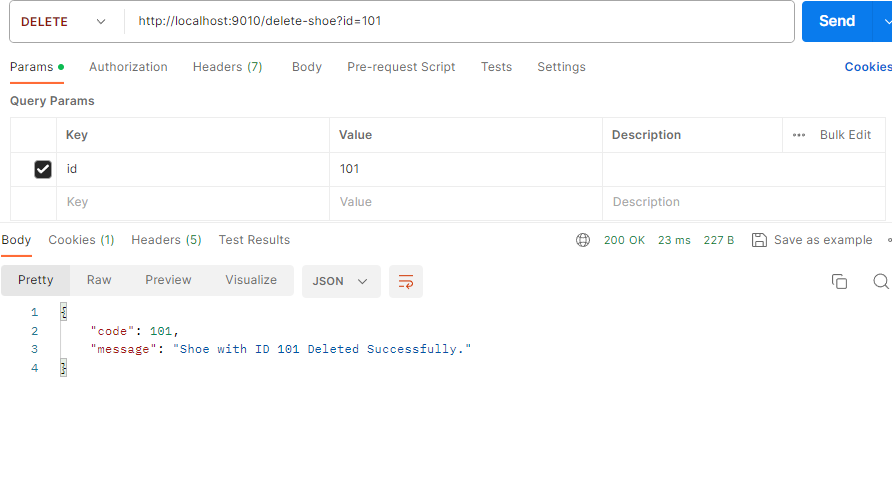 DELETE http://localhost:9010/delete-shoe?id=101 Send
Params Authorization Headers (7) Body Pre-request Script Tests Settings Cookies
Query Params
Key Value Description ••• Bulk Edit
id 101
Key Value Description
Body Cookies (1) Headers (5) Test Results 200 OK 23 ms 227 B Save as example
Pretty Raw Preview Visualize JSON
1 {
2 "code": 101,
3 "message": "Shoe with ID 101 Deleted Successfully."
4 }